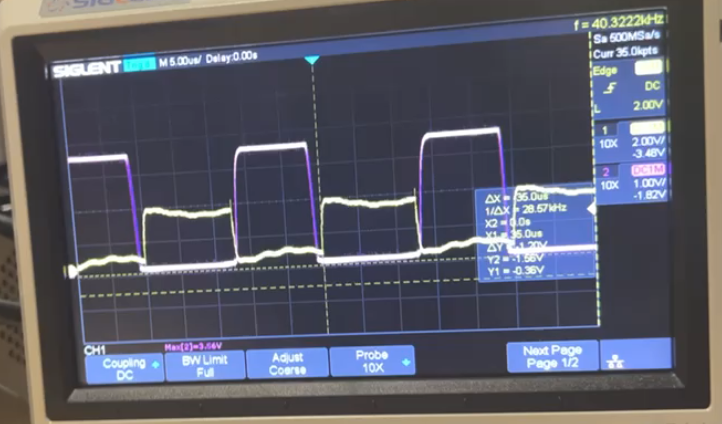 SIGLENT
f = 40.3222kHz
SIGLENT Trig'd M 5.00us/ Delay:0.00s
Sa 500MSa/s
Curr 35.0kpts
Edge
DC
L 2.00V
1
10X 2.00V/
-3.48V
2 DC1M
10X 1.00V/
-1.82V
ΔX = -35.0us
1/ΔX = 28.57kHz
X2 = 0.0s
X1 = 35.0us
ΔY = -1.20V
Y2 = -1.56V
Y1 = -0.36V
CH1
Max[2]=3.56V
Coupling
DC
BW Limit
Full
Adjust
Coarse
Probe
10X
Next Page
Page 1/2